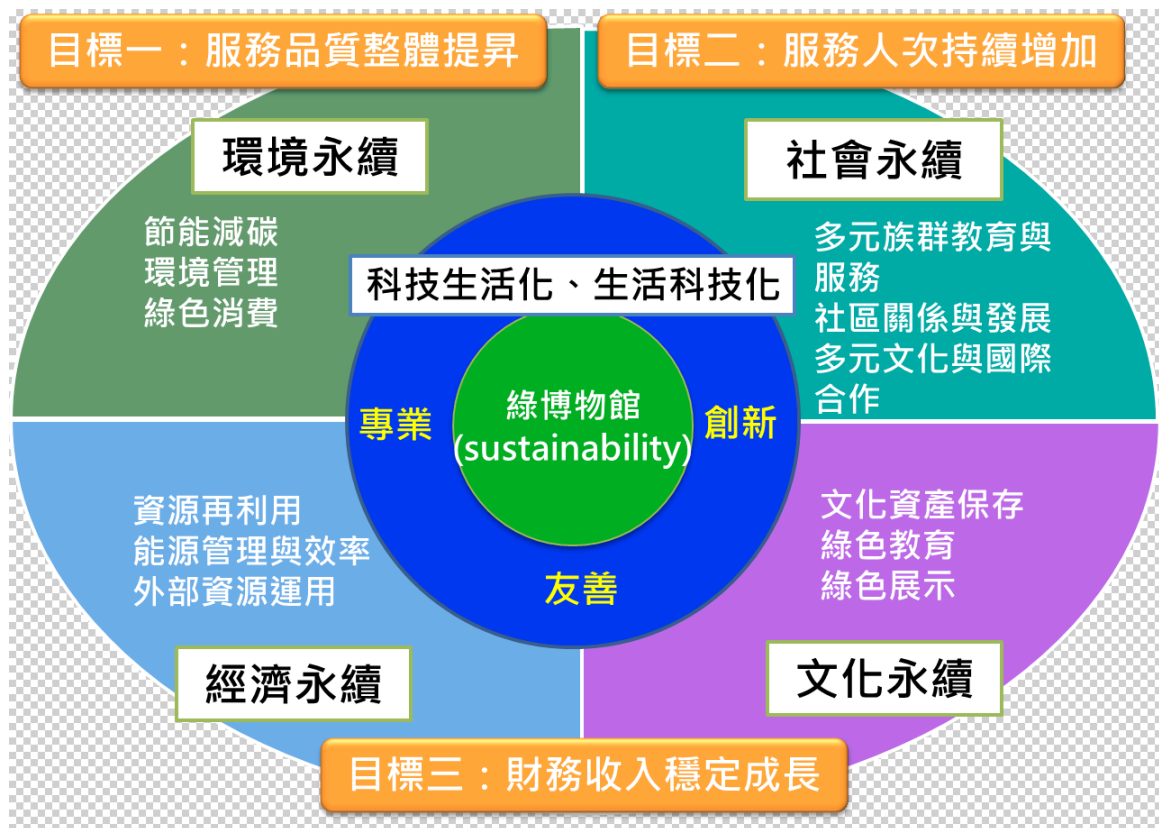 目標一：服務品質整體提昇
目標二：服務人次持續增加
環境永續
節能減碳
環境管理
綠色消費
社會永續
多元族群教育與
服務
社區關係與發展
多元文化與國際
合作
科技生活化、生活科技化
專業
綠博物館
(sustainability)
創新
友善
資源再利用
能源管理與效率
外部資源運用
經濟永續
文化資產保存
綠色教育
綠色展示
文化永續
目標三：財務收入穩定成長